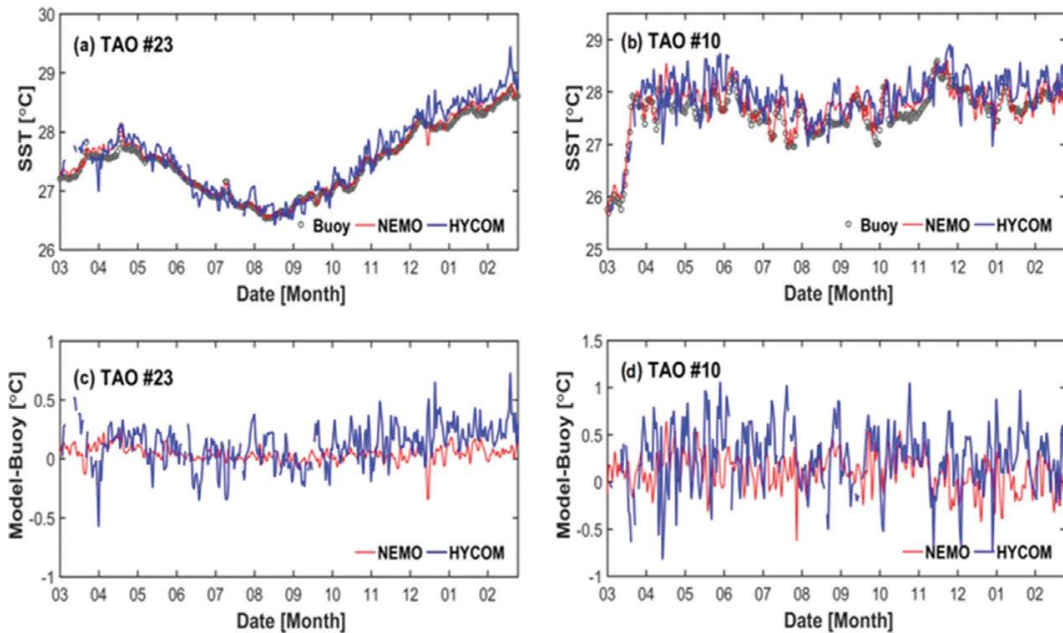 (a) TAO #23
SST [°C]
30
29
28
27
26
Buoy NEMO HYCOM
03 04 05 06 07 08 09 10 11 12 01 02
Date [Month]
(b) TAO #10
SST [°C]
29
28
27
26
25
Buoy NEMO HYCOM
03 04 05 06 07 08 09 10 11 12 01 02
Date [Month]
(c) TAO #23
Model-Buoy [°C]
1
0.5
0
-0.5
-1
NEMO HYCOM
03 04 05 06 07 08 09 10 11 12 01 02
Date [Month]
(d) TAO #10
Model-Buoy [°C]
1.5
1
0.5
0
-0.5
-1
NEMO HYCOM
03 04 05 06 07 08 09 10 11 12 01 02
Date [Month]